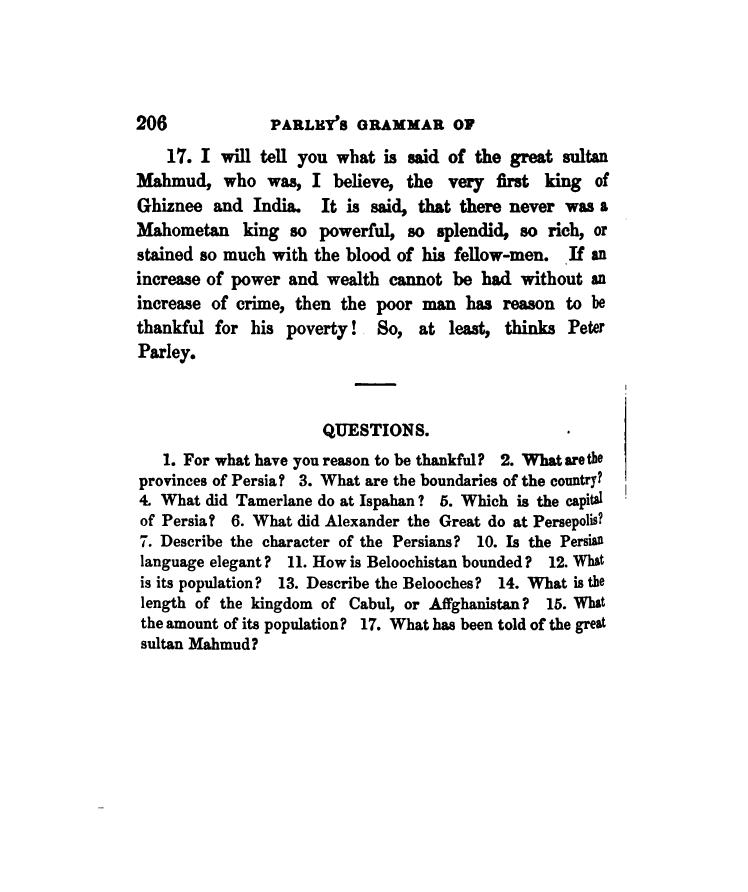 206 PARLEY'S GRAMMAR OF
17. I will tell you what is said of the great sultan
Mahmud, who was, I believe, the very first king of
Ghiznee and India. It is said, that there never was a
Mahometan king so powerful, so splendid, so rich, or
stained so much with the blood of his fellow-men. If an
increase of power and wealth cannot be had without an
increase of crime, then the poor man has reason to be
thankful for his poverty! So, at least, thinks Peter
Parley.
QUESTIONS.
1. For what have you reason to be thankful? 2. What are the
provinces of Persia? 3. What are the boundaries of the country?
4. What did Tamerlane do at Ispahan? 5. Which is the capital
of Persia? 6. What did Alexander the Great do at Persepolis?
7. Describe the character of the Persians? 10. Is the Persian
language elegant? 11. How is Beloochistan bounded? 12. What
is its population? 13. Describe the Belooches? 14. What is the
length of the kingdom of Cabul, or Affghanistan? 15. What
the amount of its population? 17. What has been told of the great
sultan Mahmud?